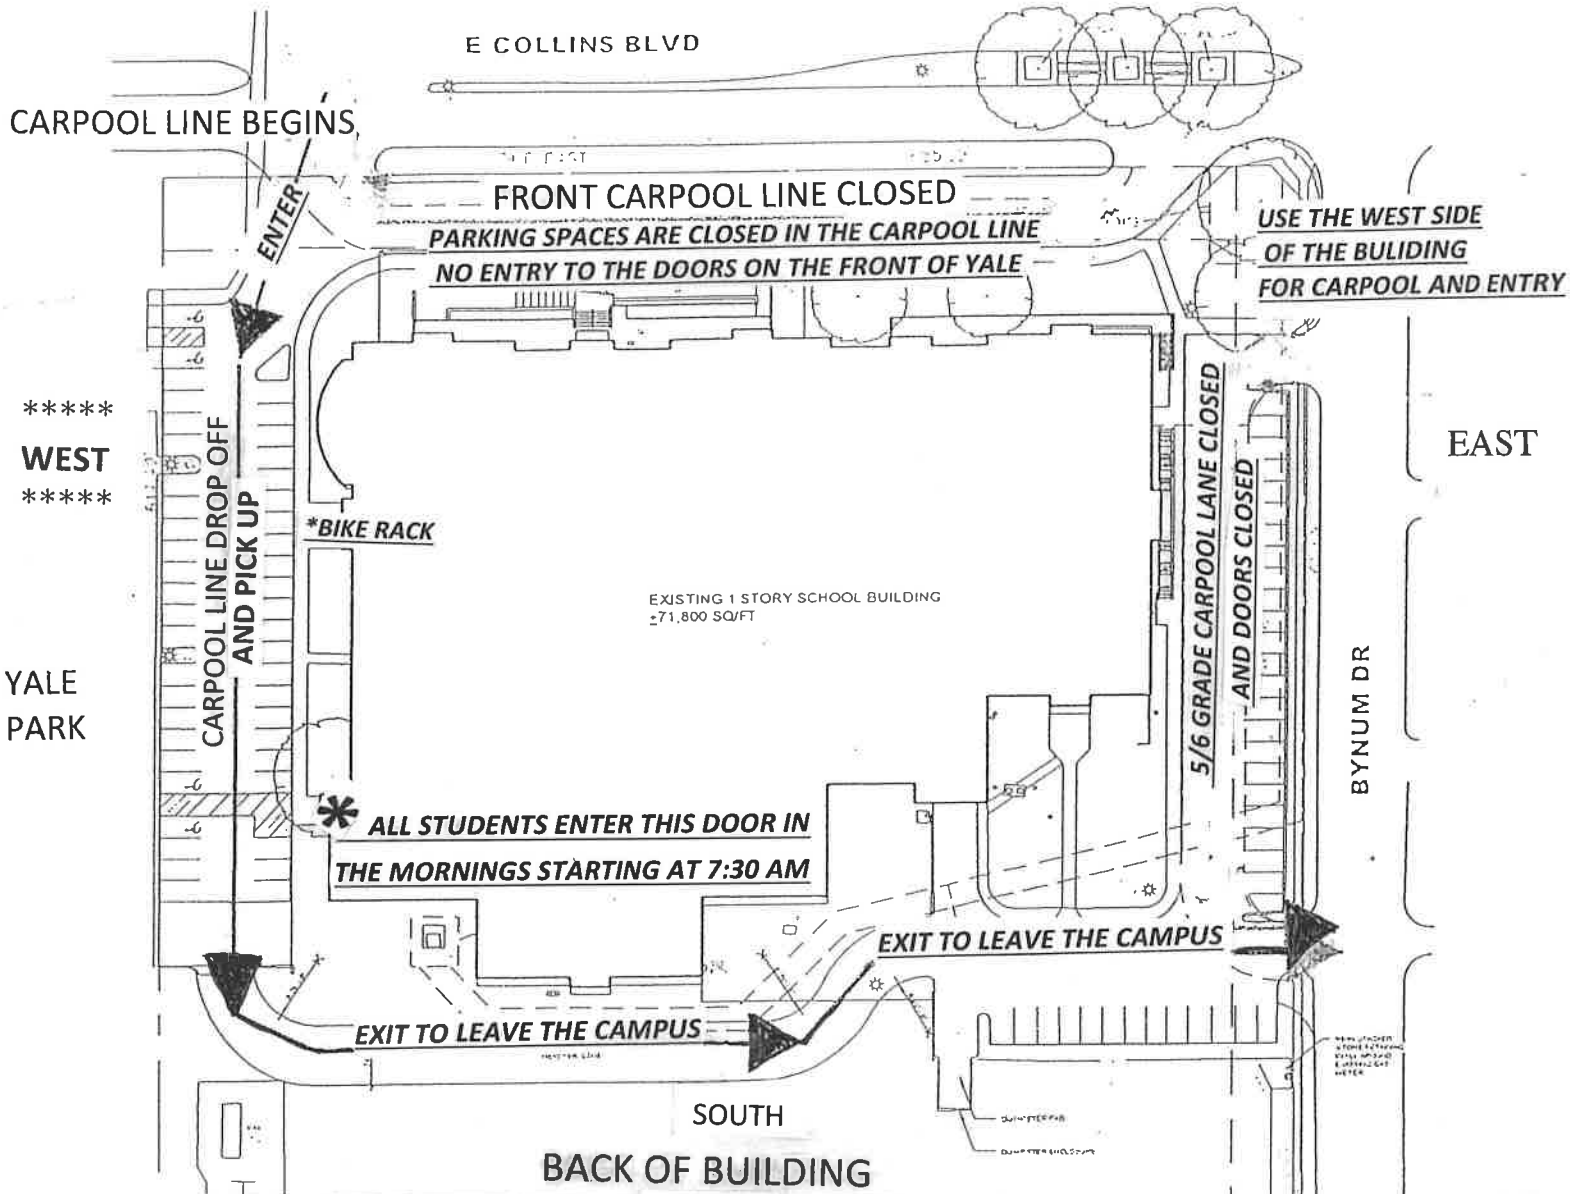 E COLLINS BLVD
CARPOOL LINE BEGINS
ENTER
FRONT CARPOOL LINE CLOSED
PARKING SPACES ARE CLOSED IN THE CARPOOL LINE
NO ENTRY TO THE DOORS ON THE FRONT OF YALE
USE THE WEST SIDE
OF THE BULIDING
FOR CARPOOL AND ENTRY
*****
WEST
*****
CARPOOL LINE DROP OFF
AND PICK UP
*BIKE RACK
EXISTING 1 STORY SCHOOL BUILDING
±71,800 SQ/FT
5/6 GRADE CARPOOL LANE CLOSED
AND DOORS CLOSED
EAST
YALE
PARK
BYNUM DR
* ALL STUDENTS ENTER THIS DOOR IN
THE MORNINGS STARTING AT 7:30 AM
EXIT TO LEAVE THE CAMPUS
EXIT TO LEAVE THE CAMPUS
SOUTH
BACK OF BUILDING